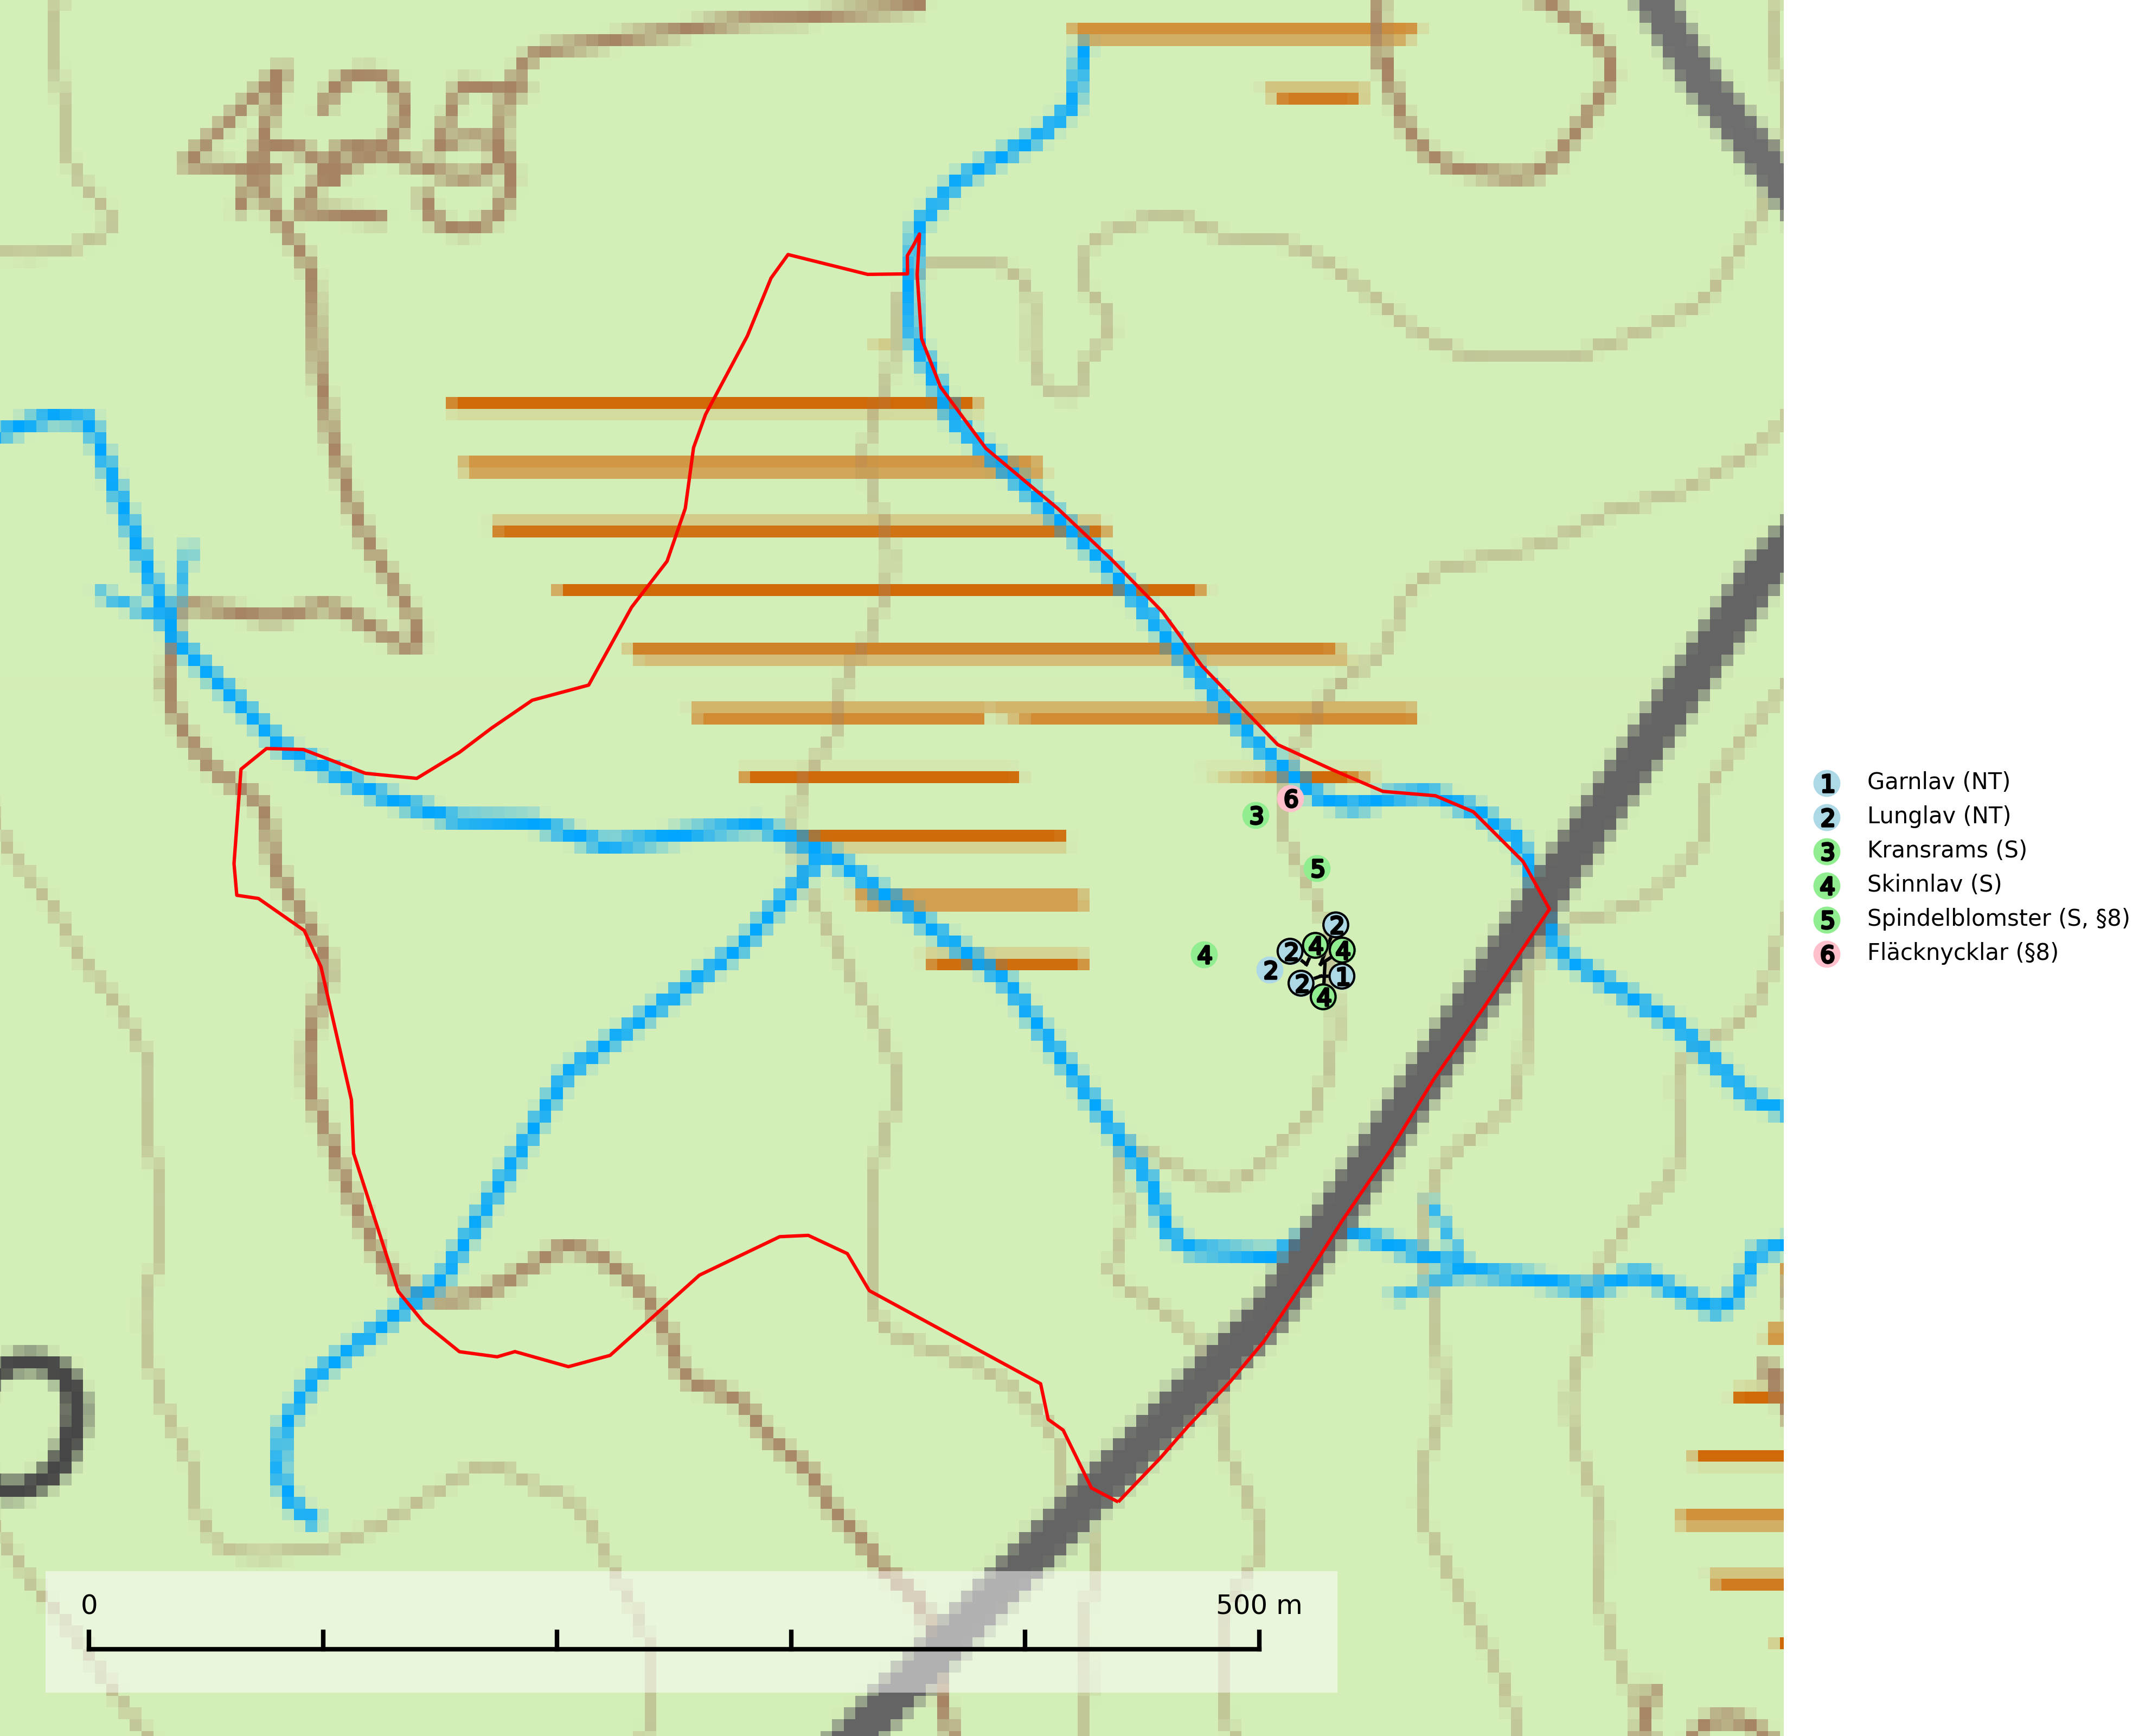 6
3
5
2
4 2 4 4
2 2 1
4
1 Garnlav (NT)
2 Lunglav (NT)
3 Kransrams (S)
4 Skinnlav (S)
5 Spindelblomster (S, §8)
6 Fläcknycklar (§8)
0 500 m